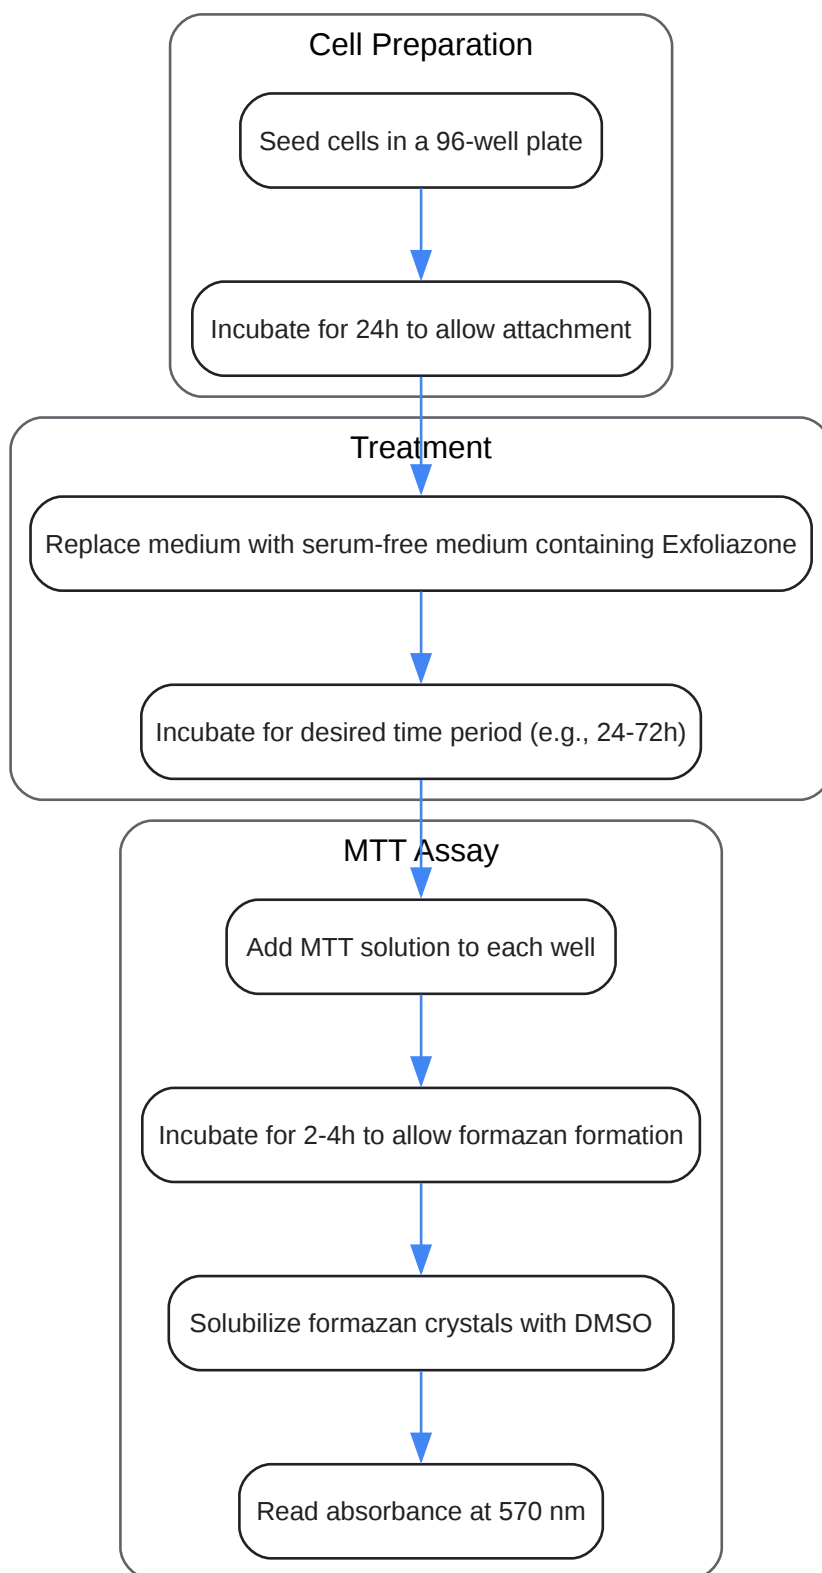 Cell Preparation
Seed cells in a 96-well plate
Incubate for 24h to allow attachment
Treatment
Replace medium with serum-free medium containing Exfoliazone
Incubate for desired time period (e.g., 24-72h)
MTT Assay
Add MTT solution to each well
Incubate for 2-4h to allow formazan formation
Solubilize formazan crystals with DMSO
Read absorbance at 570 nm